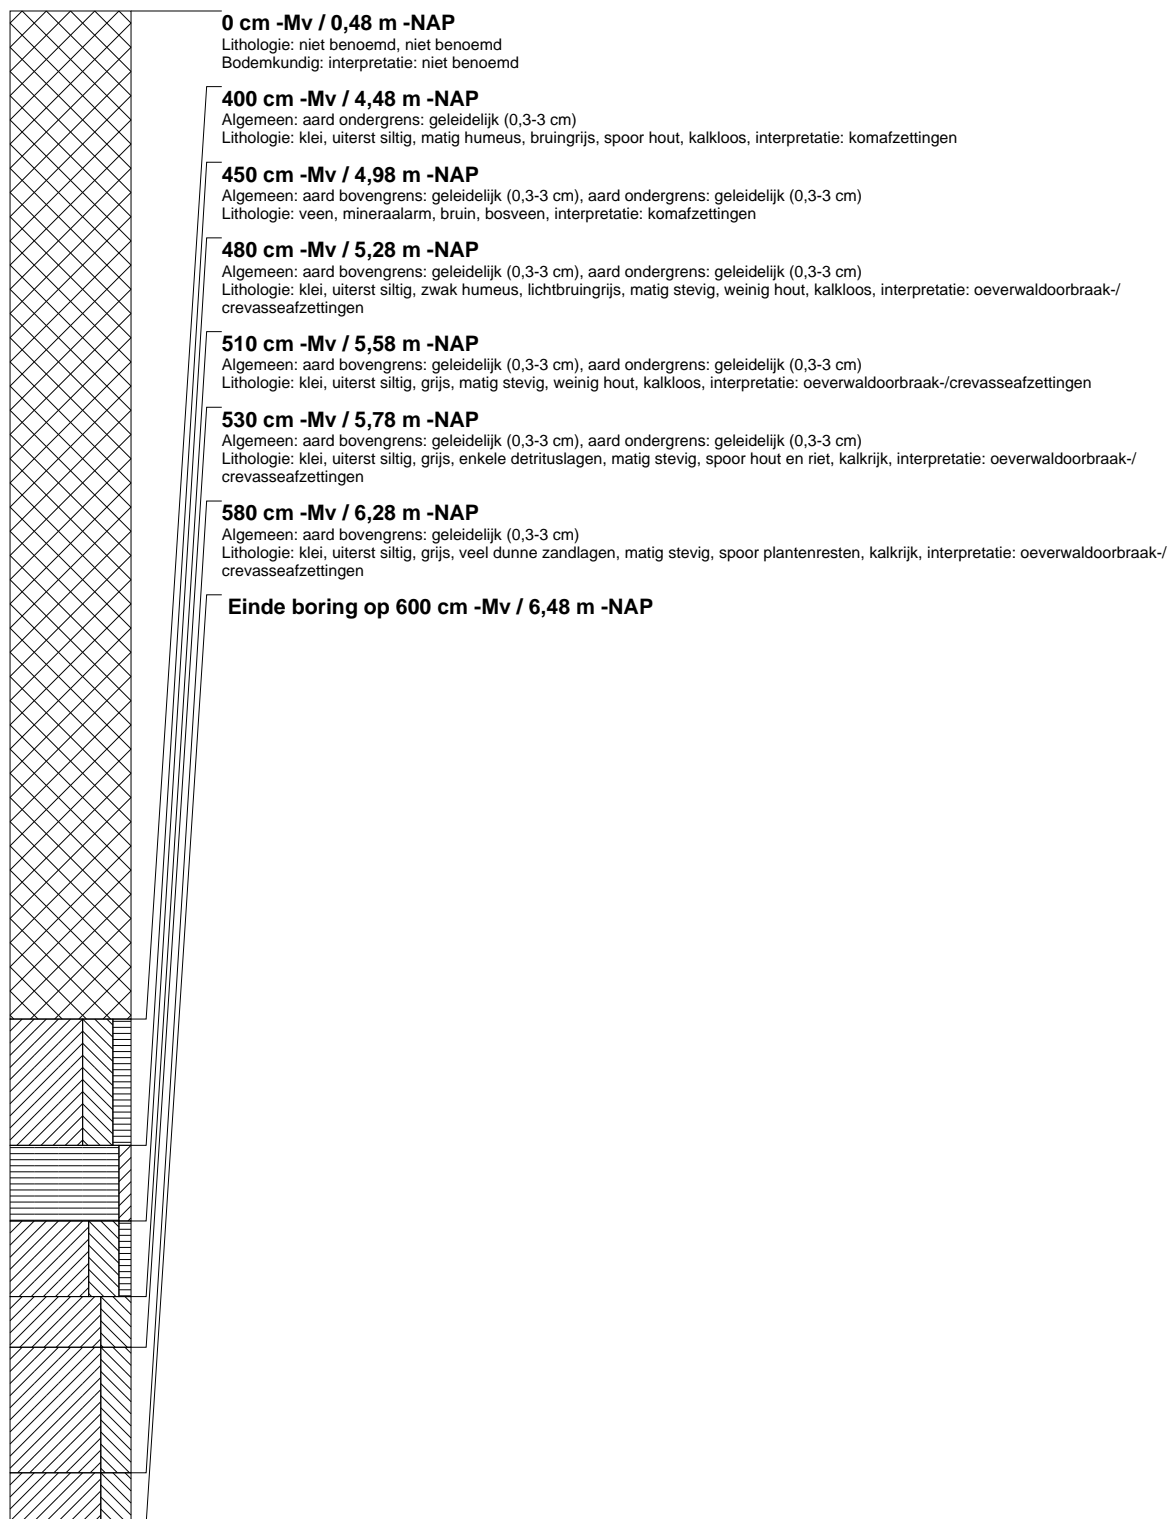 0 cm -Mv / 0,48 m -NAP
Lithologie: niet benoemd, niet benoemd
Bodemkundig: interpretatie: niet benoemd
400 cm -Mv / 4,48 m -NAP
Algemeen: aard ondergrens: geleidelijk (0,3-3 cm)
Lithologie: klei, uiterst siltig, matig humeus, bruingrijs, spoor hout, kalkloos, interpretatie: komafzettingen
450 cm -Mv / 4,98 m -NAP
Algemeen: aard bovengrens: geleidelijk (0,3-3 cm), aard ondergrens: geleidelijk (0,3-3 cm)
Lithologie: veen, mineraalarm, bruin, bosveen, interpretatie: komafzettingen
480 cm -Mv / 5,28 m -NAP
Algemeen: aard bovengrens: geleidelijk (0,3-3 cm), aard ondergrens: geleidelijk (0,3-3 cm)
Lithologie: klei, uiterst siltig, zwak humeus, lichtbruingrijs, matig stevig, weinig hout, kalkloos, interpretatie: oeverwaldoorbraak-/
crevasseafzettingen
510 cm -Mv / 5,58 m -NAP
Algemeen: aard bovengrens: geleidelijk (0,3-3 cm), aard ondergrens: geleidelijk (0,3-3 cm)
Lithologie: klei, uiterst siltig, grijs, matig stevig, weinig hout, kalkloos, interpretatie: oeverwaldoorbraak-/crevasseafzettingen
530 cm -Mv / 5,78 m -NAP
Algemeen: aard bovengrens: geleidelijk (0,3-3 cm), aard ondergrens: geleidelijk (0,3-3 cm)
Lithologie: klei, uiterst siltig, grijs, enkele detrituslagen, matig stevig, spoor hout en riet, kalkrijk, interpretatie: oeverwaldoorbraak-/
crevasseafzettingen
580 cm -Mv / 6,28 m -NAP
Algemeen: aard bovengrens: geleidelijk (0,3-3 cm)
Lithologie: klei, uiterst siltig, grijs, veel dunne zandlagen, matig stevig, spoor plantenresten, kalkrijk, interpretatie: oeverwaldoorbraak-/
crevasseafzettingen
Einde boring op 600 cm -Mv / 6,48 m -NAP